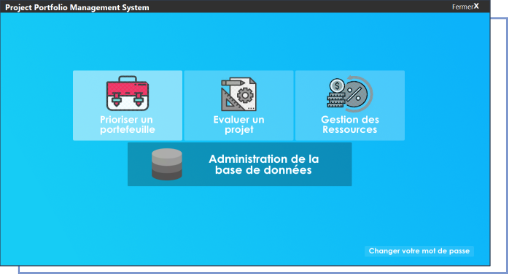 Project Portfolio Management System
FermerX
Prioriser un
portefeuille
Evaluer un
projet
Gestion des
Ressources
Administration de la
base de données
Changer votre mot de passe